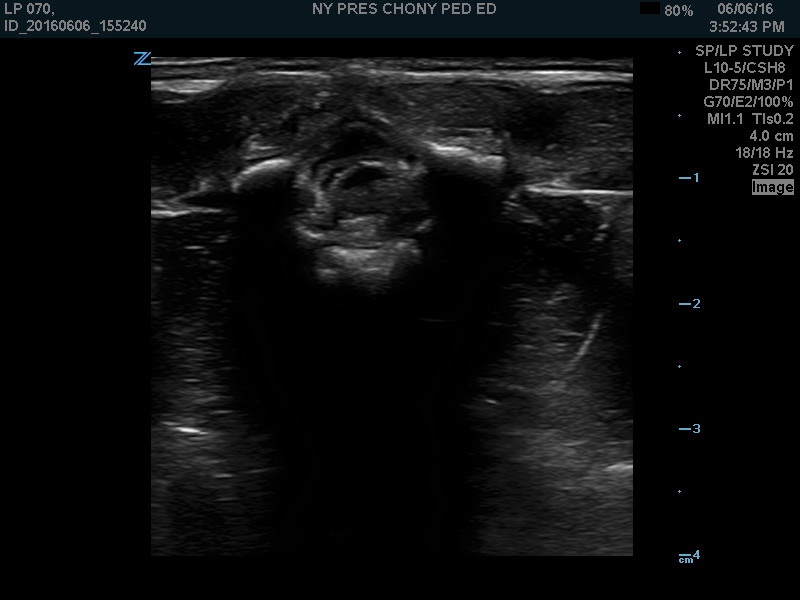 LP 070,
ID_20160606_155240
NY PRES CHONY PED ED
80%
06/06/16
3:52:43 PM
Z
SP/LP STUDY
L10-5/CSH8
DR75/M3/P1
G70/E2/100%
MI1.1 TIs0.2
4.0 cm
18/18 Hz
ZSI 20
Image
1
2
3
4
cm